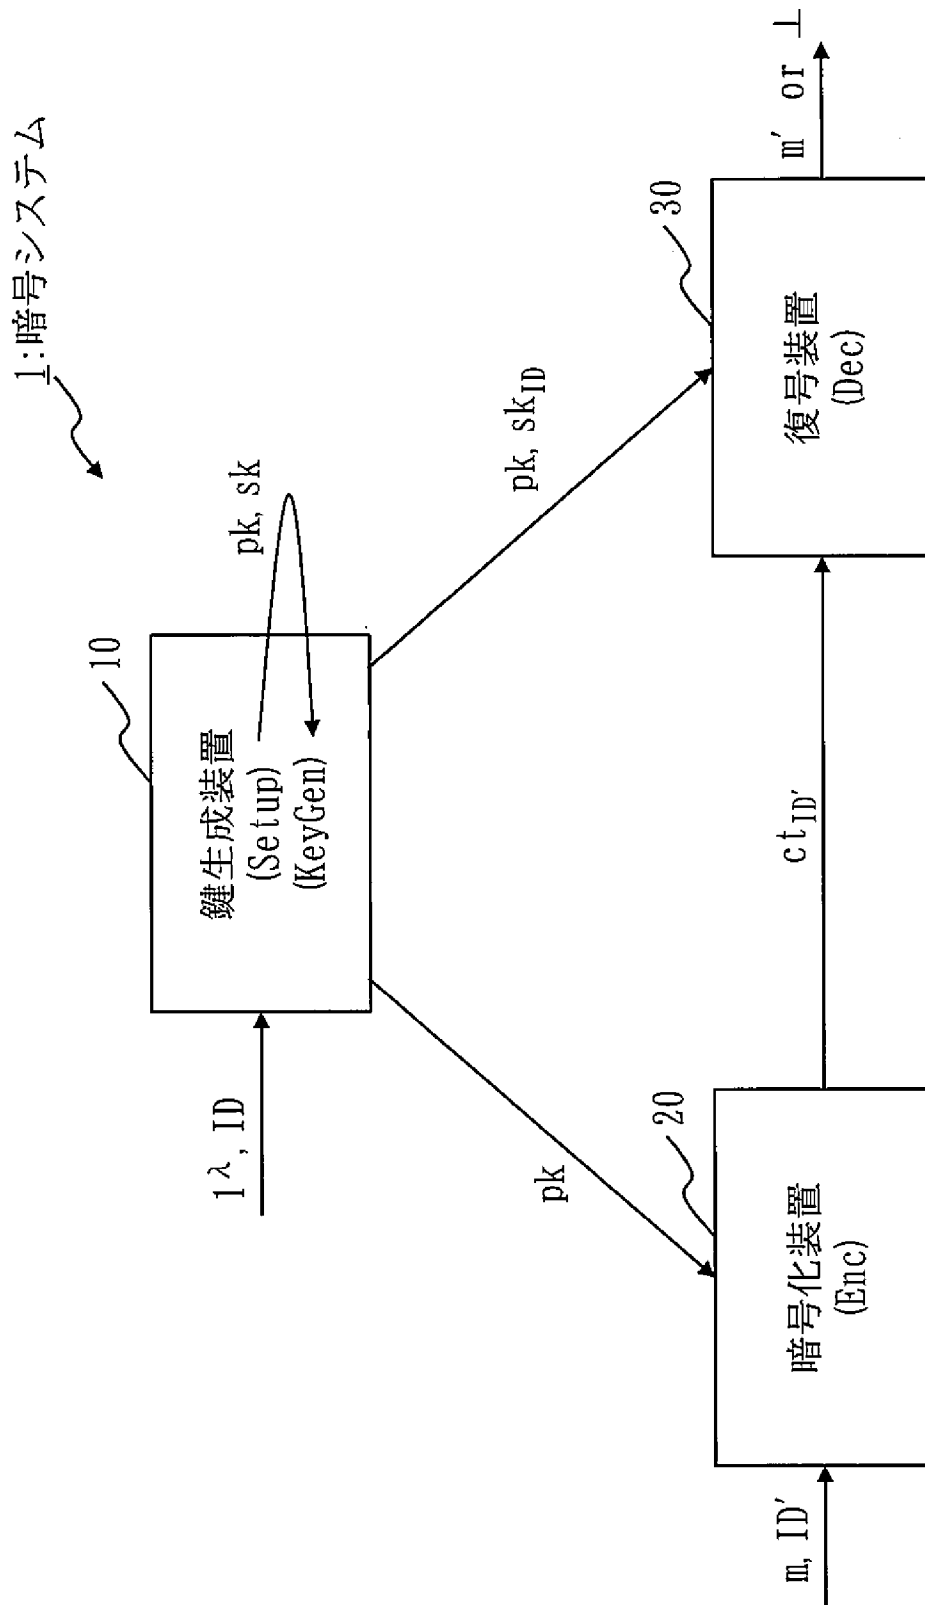 1:暗号システム
10
鍵生成装置
(Setup)
(KeyGen)
pk, sk
1^λ, ID
pk
pk, sk_ID
20
暗号化装置
(Enc)
m, ID′
ct_ID′
30
復号装置
(Dec)
m′ or ⊥